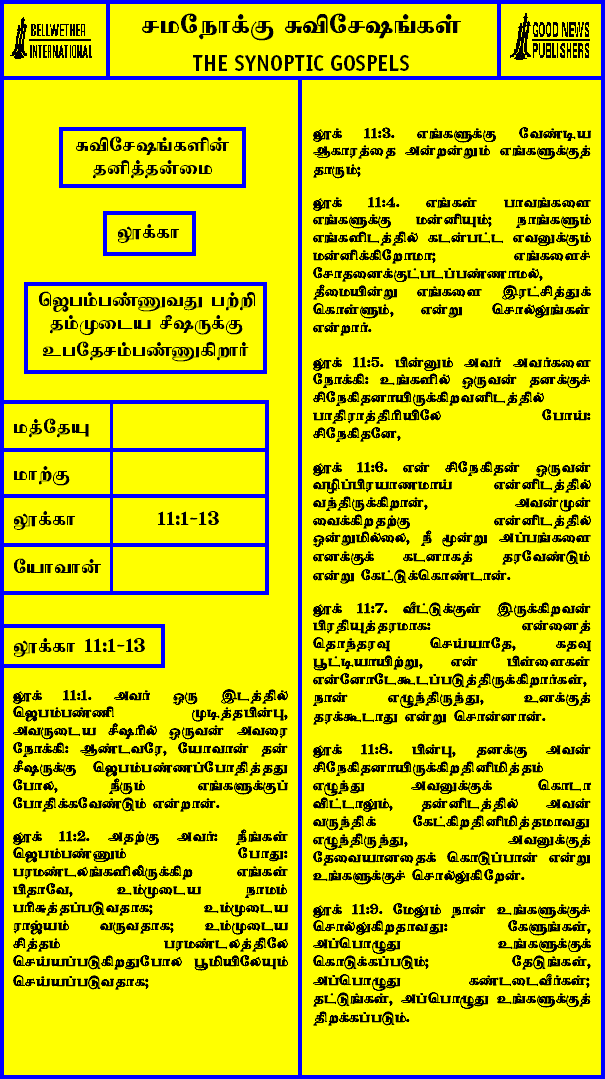 BELLWETHER
INTERNATIONAL
சமநோக்கு சுவிசேஷங்கள்
THE SYNOPTIC GOSPELS
GOOD NEWS
PUBLISHERS
சுவிசேஷங்களின்
தனித்தன்மை
லூக்கா
ஜெபம்பண்ணுவது பற்றி
தம்முடைய சீஷருக்கு
உபதேசம்பண்ணுகிறார்
மத்தேயு
மாற்கு
லூக்கா 11:1-13
யோவான்
லூக்கா 11:1-13
லூக் 11:1. அவர் ஒரு இடத்தில்
ஜெபம்பண்ணி முடித்தபின்பு,
அவருடைய சீஷரில் ஒருவன் அவரை
நோக்கி: ஆண்டவரே, யோவான் தன்
சீஷருக்கு ஜெபம்பண்ணப்போதித்தது
போல, நீரும் எங்களுக்குப்
போதிக்கவேண்டும் என்றான்.
லூக் 11:2. அதற்கு அவர்: நீங்கள்
ஜெபம்பண்ணும் போது:
பரமண்டலங்களிலிருக்கிற எங்கள்
பிதாவே, உம்முடைய நாமம்
பரிசுத்தப்படுவதாக; உம்முடைய
ராஜ்யம் வருவதாக; உம்முடைய
சித்தம் பரமண்டலத்திலே
செய்யப்படுகிறதுபோல பூமியிலேயும்
செய்யப்படுவதாக;
லூக் 11:3. எங்களுக்கு வேண்டிய
ஆகாரத்தை அன்றன்றும் எங்களுக்குத்
தாரும்;
லூக் 11:4. எங்கள் பாவங்களை
எங்களுக்கு மன்னியும்; நாங்களும்
எங்களிடத்தில் கடன்பட்ட எவனுக்கும்
மன்னிக்கிறோமா; எங்களைச்
சோதனைக்குட்படப்பண்ணாமல்,
தீமையின்று எங்களை இரட்சித்துக்
கொள்ளும், என்று சொல்லுங்கள்
என்றார்.
லூக் 11:5. பின்னும் அவர் அவர்களை
நோக்கி: உங்களில் ஒருவன் தனக்குச்
சிநேகிதனாயிருக்கிறவனிடத்தில்
பாதிராத்திரியிலே போய்:
சிநேகிதனே,
லூக் 11:6. என் சிநேகிதன் ஒருவன்
வழிப்பிரயாணமாய் என்னிடத்தில்
வந்திருக்கிறான், அவன்முன்
வைக்கிறதற்கு என்னிடத்தில்
ஒன்றுமில்லை, நீ மூன்று அப்பங்களை
எனக்குக் கடனாகத் தரவேண்டும்
என்று கேட்டுக்கொண்டான்.
லூக் 11:7. வீட்டுக்குள் இருக்கிறவன்
பிரதியுத்தரமாக: என்னைத்
தொந்தரவு செய்யாதே, கதவு
பூட்டியாயிற்று, என் பிள்ளைகள்
என்னோடேகூடப்படுத்திருக்கிறார்கள்,
நான் எழுந்திருந்து, உனக்குத்
தரக்கூடாது என்று சொன்னான்.
லூக் 11:8. பின்பு, தனக்கு அவன்
சிநேகிதனாயிருக்கிறதினிமித்தம்
எழுந்து அவனுக்குக் கொடா
விட்டாலும், தன்னிடத்தில் அவன்
வருந்திக் கேட்கிறதினிமித்தமாவது
எழுந்திருந்து, அவனுக்குத்
தேவையானதைக் கொடுப்பான் என்று
உங்களுக்குச் சொல்லுகிறேன்.
லூக் 11:9. மேலும் நான் உங்களுக்குச்
சொல்லுகிறதாவது: கேளுங்கள்,
அப்பொழுது உங்களுக்குக்
கொடுக்கப்படும்; தேடுங்கள்,
அப்பொழுது கண்டடைவீர்கள்;
தட்டுங்கள், அப்பொழுது உங்களுக்குத்
திறக்கப்படும்.